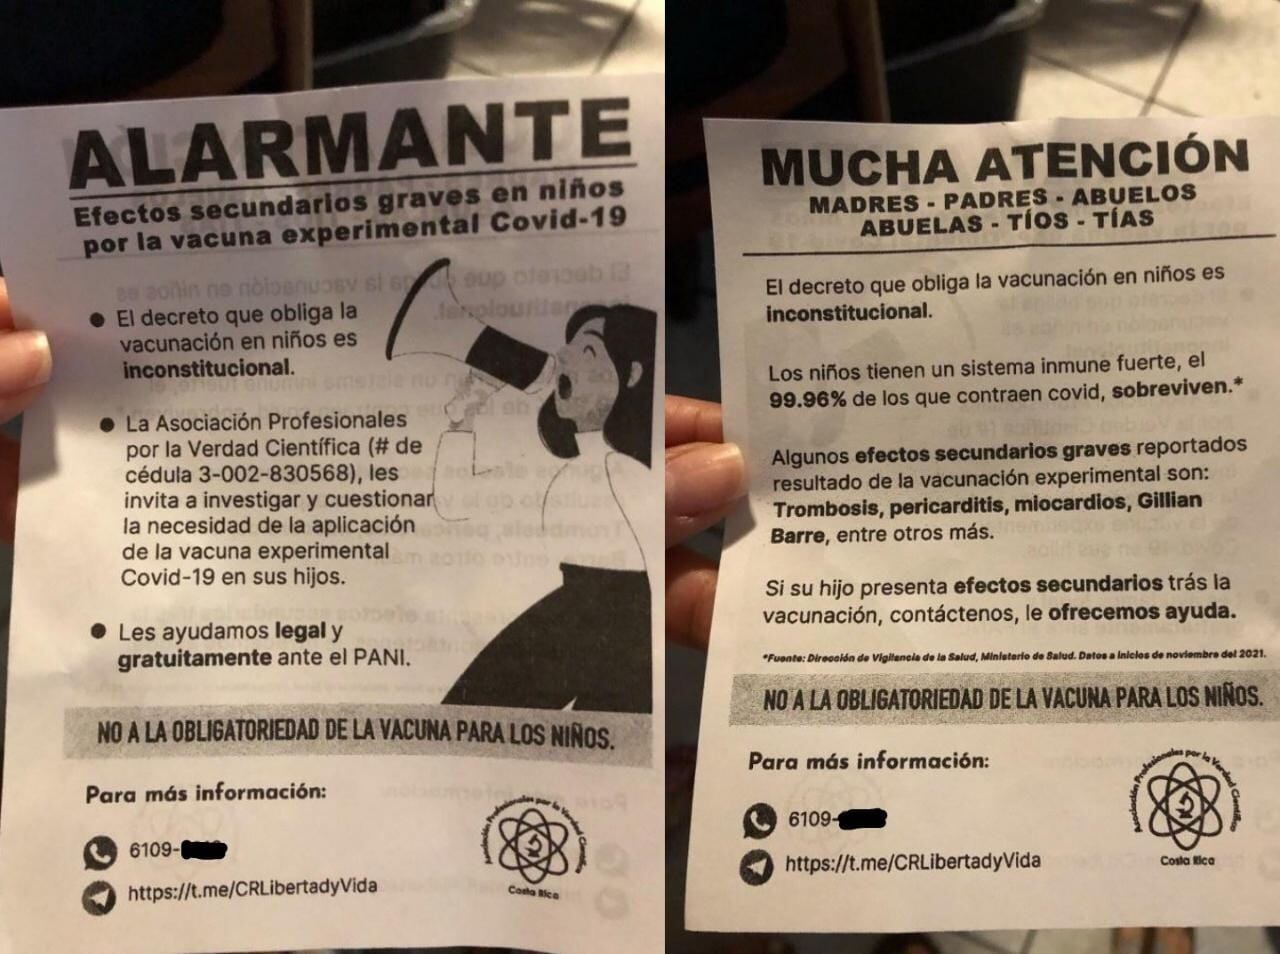 ALARMANTE
Efectos secundarios graves en niños
por la vacuna experimental Covid-19
● El decreto que obliga la
vacunación en niños es
inconstitucional.
● La Asociación Profesionales
por la Verdad Científica (# de
cédula 3-002-830568), les
invita a investigar y cuestionar
la necesidad de la aplicación
de la vacuna experimental
Covid-19 en sus hijos.
● Les ayudamos legal y
gratuitamente ante el PANI.
NO A LA OBLIGATORIEDAD DE LA VACUNA PARA LOS NIÑOS.
Para más información:
6109-
https://t.me/CRLibertadyVida
Asociación Profesionales por la Verdad Científica
Costa Rica
MUCHA ATENCIÓN
MADRES - PADRES - ABUELOS
ABUELAS - TÍOS - TÍAS
El decreto que obliga la vacunación en niños es
inconstitucional.
Los niños tienen un sistema inmune fuerte, el
99.96% de los que contraen covid, sobreviven.*
Algunos efectos secundarios graves reportados
resultado de la vacunación experimental son:
Trombosis, pericarditis, miocardios, Gillian
Barre, entre otros más.
Si su hijo presenta efectos secundarios trás la
vacunación, contáctenos, le ofrecemos ayuda.
*Fuente: Dirección de Vigilancia de la Salud, Ministerio de Salud. Datos a inicios de noviembre del 2021.
NO A LA OBLIGATORIEDAD DE LA VACUNA PARA LOS NIÑOS.
Para más información:
6109-
https://t.me/CRLibertadyVida
Asociación Profesionales por la Verdad Científica
Costa Rica